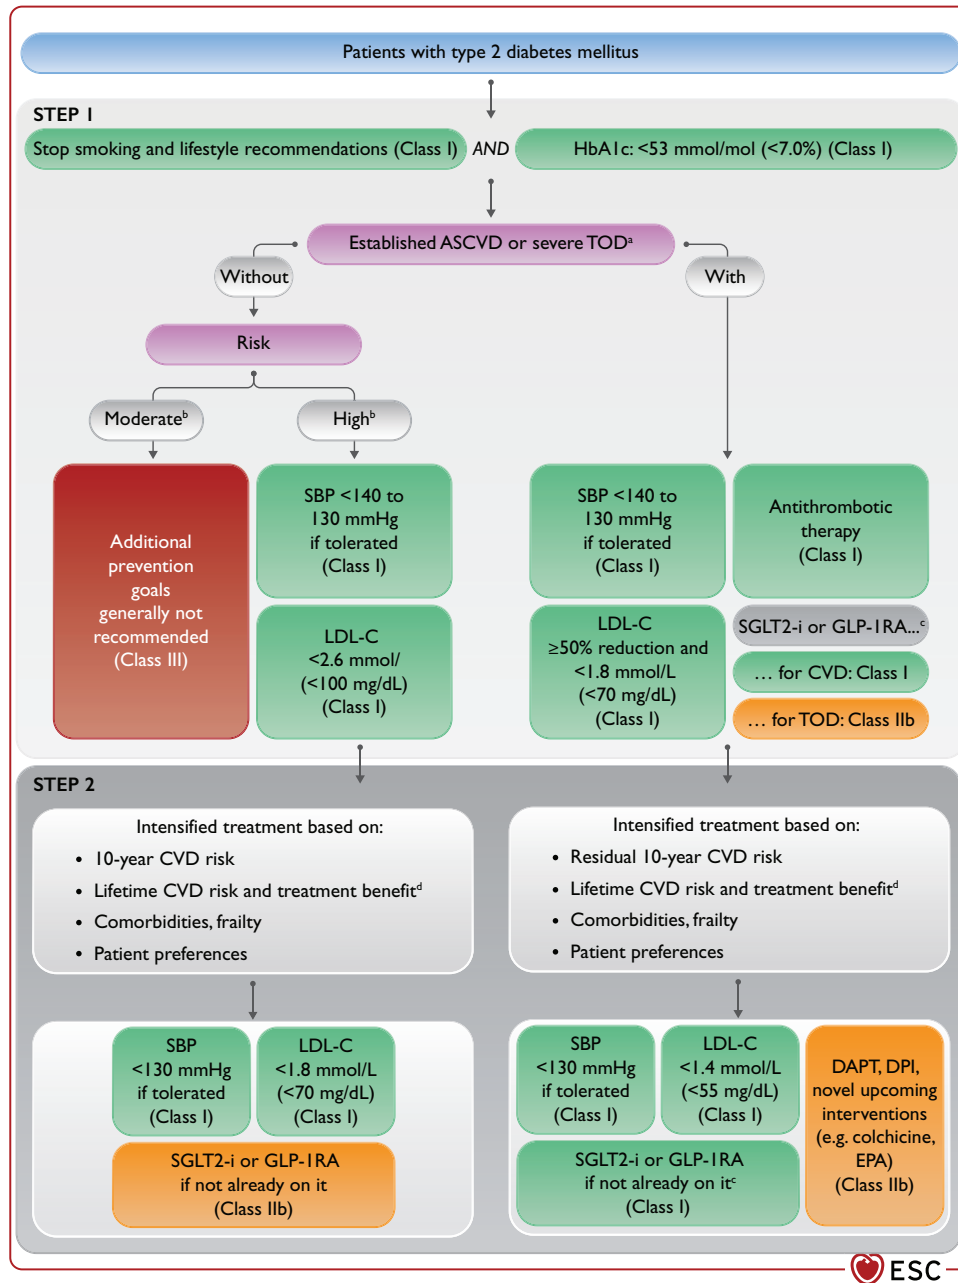 Patients with type 2 diabetes mellitus
STEP 1
Stop smoking and lifestyle recommendations (Class I)
AND
HbA1c: <53 mmol/mol (<7.0%) (Class I)
Established ASCVD or severe TODᵃ
Without
With
Risk
Moderateᵇ
Highᵇ
Additional
prevention
goals
generally not
recommended
(Class III)
SBP <140 to
130 mmHg
if tolerated
(Class I)
LDL-C
<2.6 mmol/
(<100 mg/dL)
(Class I)
SBP <140 to
130 mmHg
if tolerated
(Class I)
LDL-C
≥50% reduction and
<1.8 mmol/L
(<70 mg/dL)
(Class I)
Antithrombotic
therapy
(Class I)
SGLT2-i or GLP-1RA...ᶜ
... for CVD: Class I
... for TOD: Class IIb
STEP 2
Intensified treatment based on:
• 10-year CVD risk
• Lifetime CVD risk and treatment benefitᵈ
• Comorbidities, frailty
• Patient preferences
Intensified treatment based on:
• Residual 10-year CVD risk
• Lifetime CVD risk and treatment benefitᵈ
• Comorbidities, frailty
• Patient preferences
SBP
<130 mmHg
if tolerated
(Class I)
LDL-C
<1.8 mmol/L
(<70 mg/dL)
(Class I)
SGLT2-i or GLP-1RA
if not already on it
(Class IIb)
SBP
<130 mmHg
if tolerated
(Class I)
LDL-C
<1.4 mmol/L
(<55 mg/dL)
(Class I)
SGLT2-i or GLP-1RA
if not already on itᶜ
(Class I)
DAPT, DPI,
novel upcoming
interventions
(e.g. colchicine,
EPA)
(Class IIb)
ESC